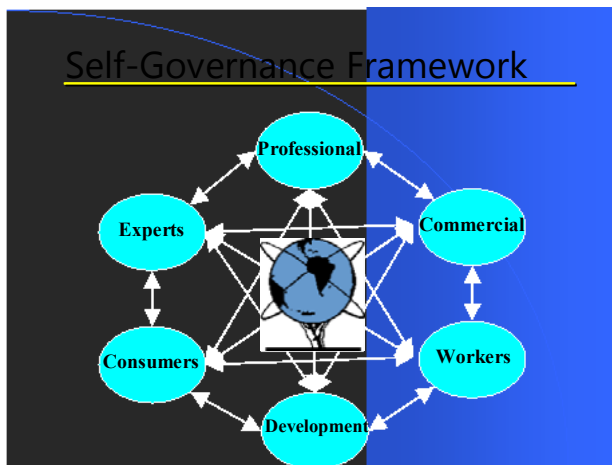 Self-Governance Framework
Professional
Experts
Commercial
Consumers
Workers
Development